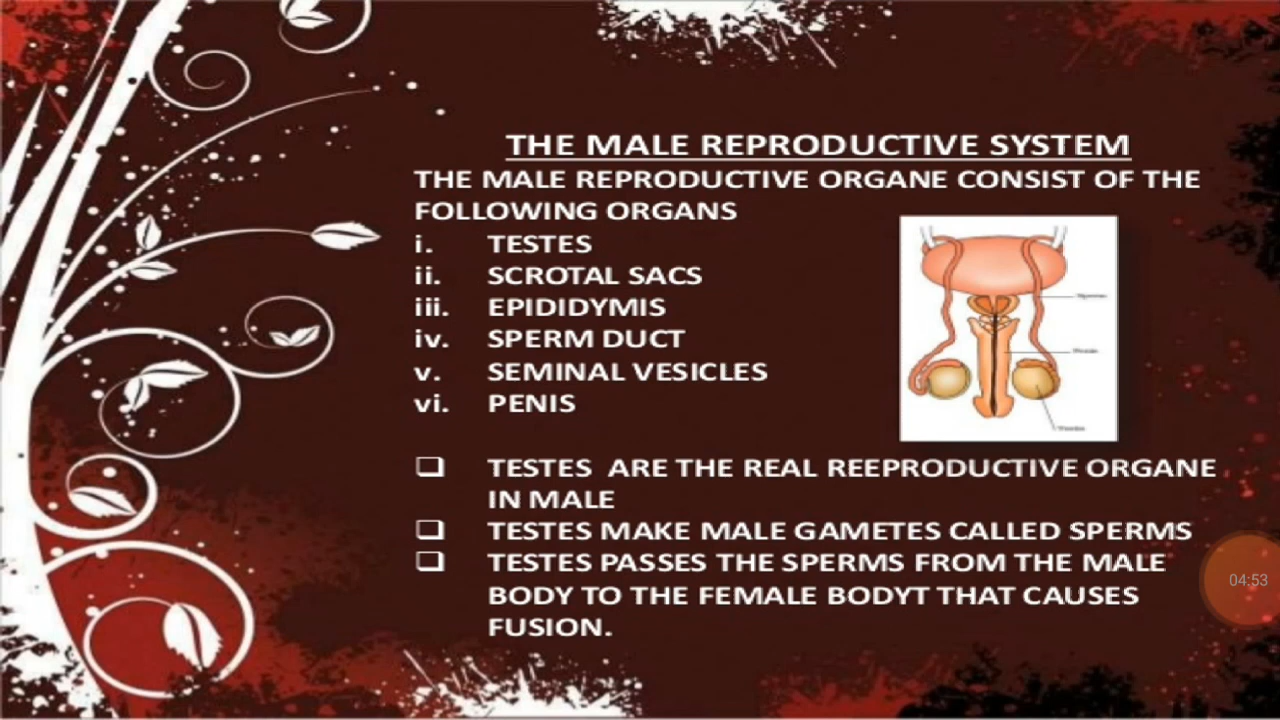 THE MALE REPRODUCTIVE SYSTEM
THE MALE REPRODUCTIVE ORGANE CONSIST OF THE
FOLLOWING ORGANS
i. TESTES
ii. SCROTAL SACS
iii. EPIDIDYMIS
iv. SPERM DUCT
v. SEMINAL VESICLES
vi. PENIS
❑ TESTES ARE THE REAL REEPRODUCTIVE ORGANE
IN MALE
❑ TESTES MAKE MALE GAMETES CALLED SPERMS
❑ TESTES PASSES THE SPERMS FROM THE MALE
BODY TO THE FEMALE BODYT THAT CAUSES
FUSION.
04:53